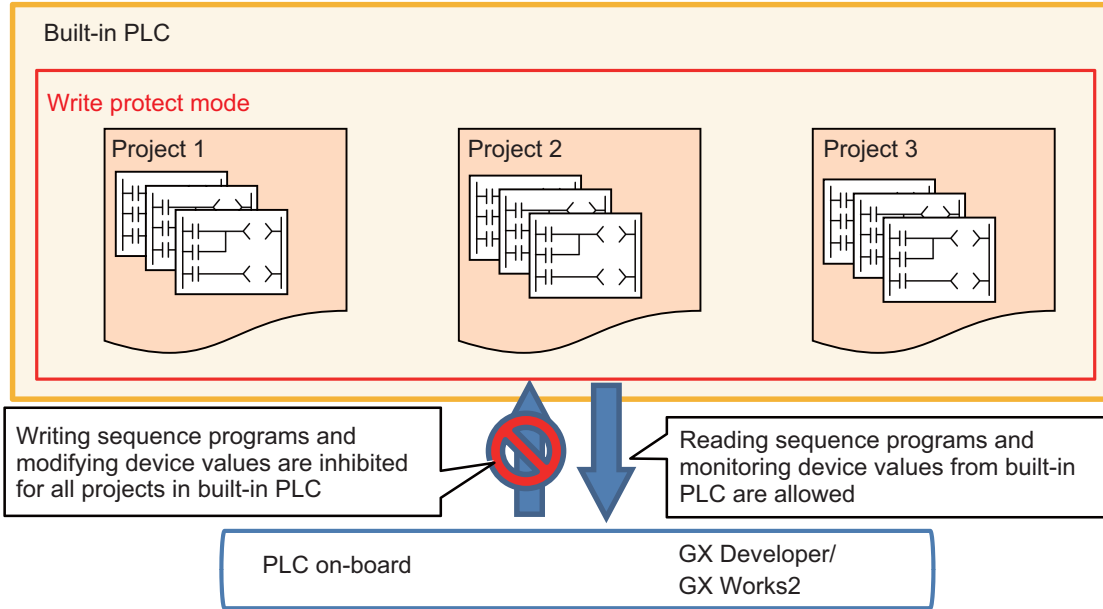 Built-in PLC
Write protect mode
Project 1
Project 2
Project 3
Writing sequence programs and
modifying device values are inhibited
for all projects in built-in PLC
Reading sequence programs and
monitoring device values from built-in
PLC are allowed
PLC on-board
GX Developer/
GX Works2